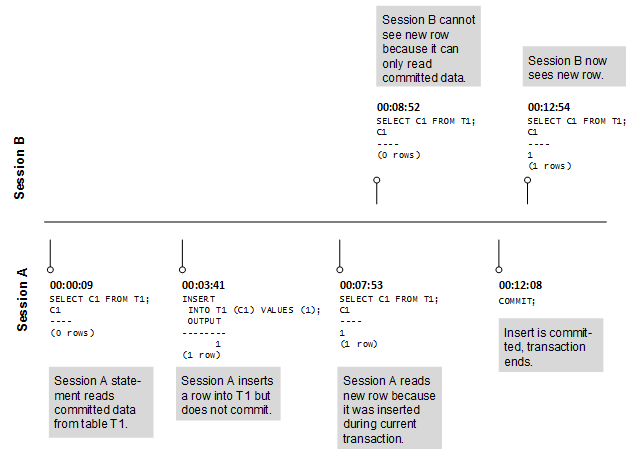 Session B cannot
see new row
because it can
only read
committed data.
Session B now
sees new row.
00:08:52
SELECT C1 FROM T1;
C1
----
(0 rows)
00:12:54
SELECT C1 FROM T1;
C1
----
1
(1 rows)
Session B
Session A
00:00:09
SELECT C1 FROM T1;
C1
----
(0 rows)
00:03:41
INSERT
INTO T1 (C1) VALUES (1);
OUTPUT
--------
1
(1 row)
00:07:53
SELECT C1 FROM T1;
C1
----
1
(1 row)
00:12:08
COMMIT;
Session A state-
ment reads
committed data
from table T1.
Session A inserts
a row into T1 but
does not commit.
Session A reads
new row because
it was inserted
during current
transaction.
Insert is commit-
ted, transaction
ends.